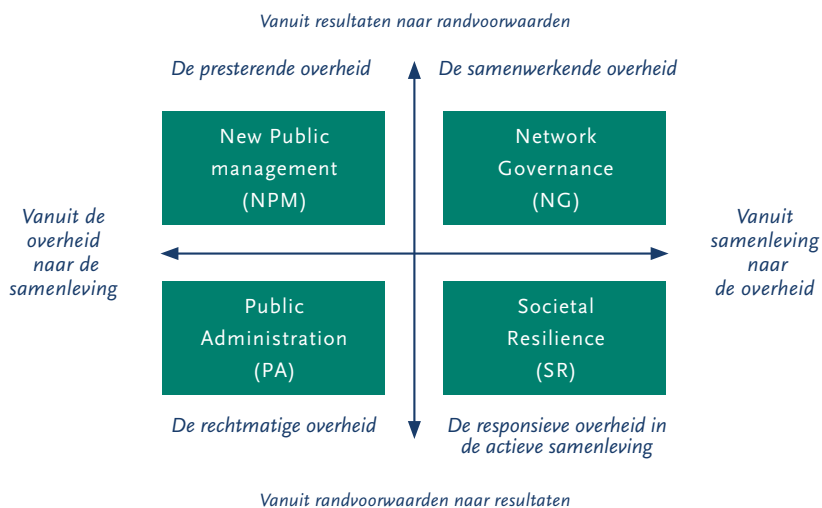 Vanuit resultaten naar randvoorwaarden
De presterende overheid
De samenwerkende overheid
New Public
management
(NPM)
Network
Governance
(NG)
Vanuit de
overheid
naar de
samenleving
Vanuit
samenleving
naar
de overheid
Public
Administration
(PA)
Societal
Resilience
(SR)
De rechtmatige overheid
De responsieve overheid in
de actieve samenleving
Vanuit randvoorwaarden naar resultaten